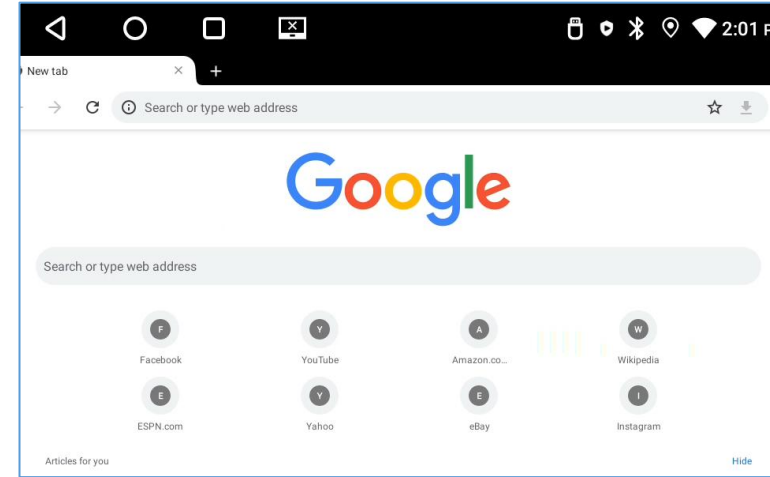 2:01 P
New tab
Search or type web address
Google
Search or type web address
F
Y
A
W
Facebook
YouTube
Amazon.co...
Wikipedia
E
Y
E
I
ESPN.com
Yahoo
eBay
Instagram
Articles for you
Hide